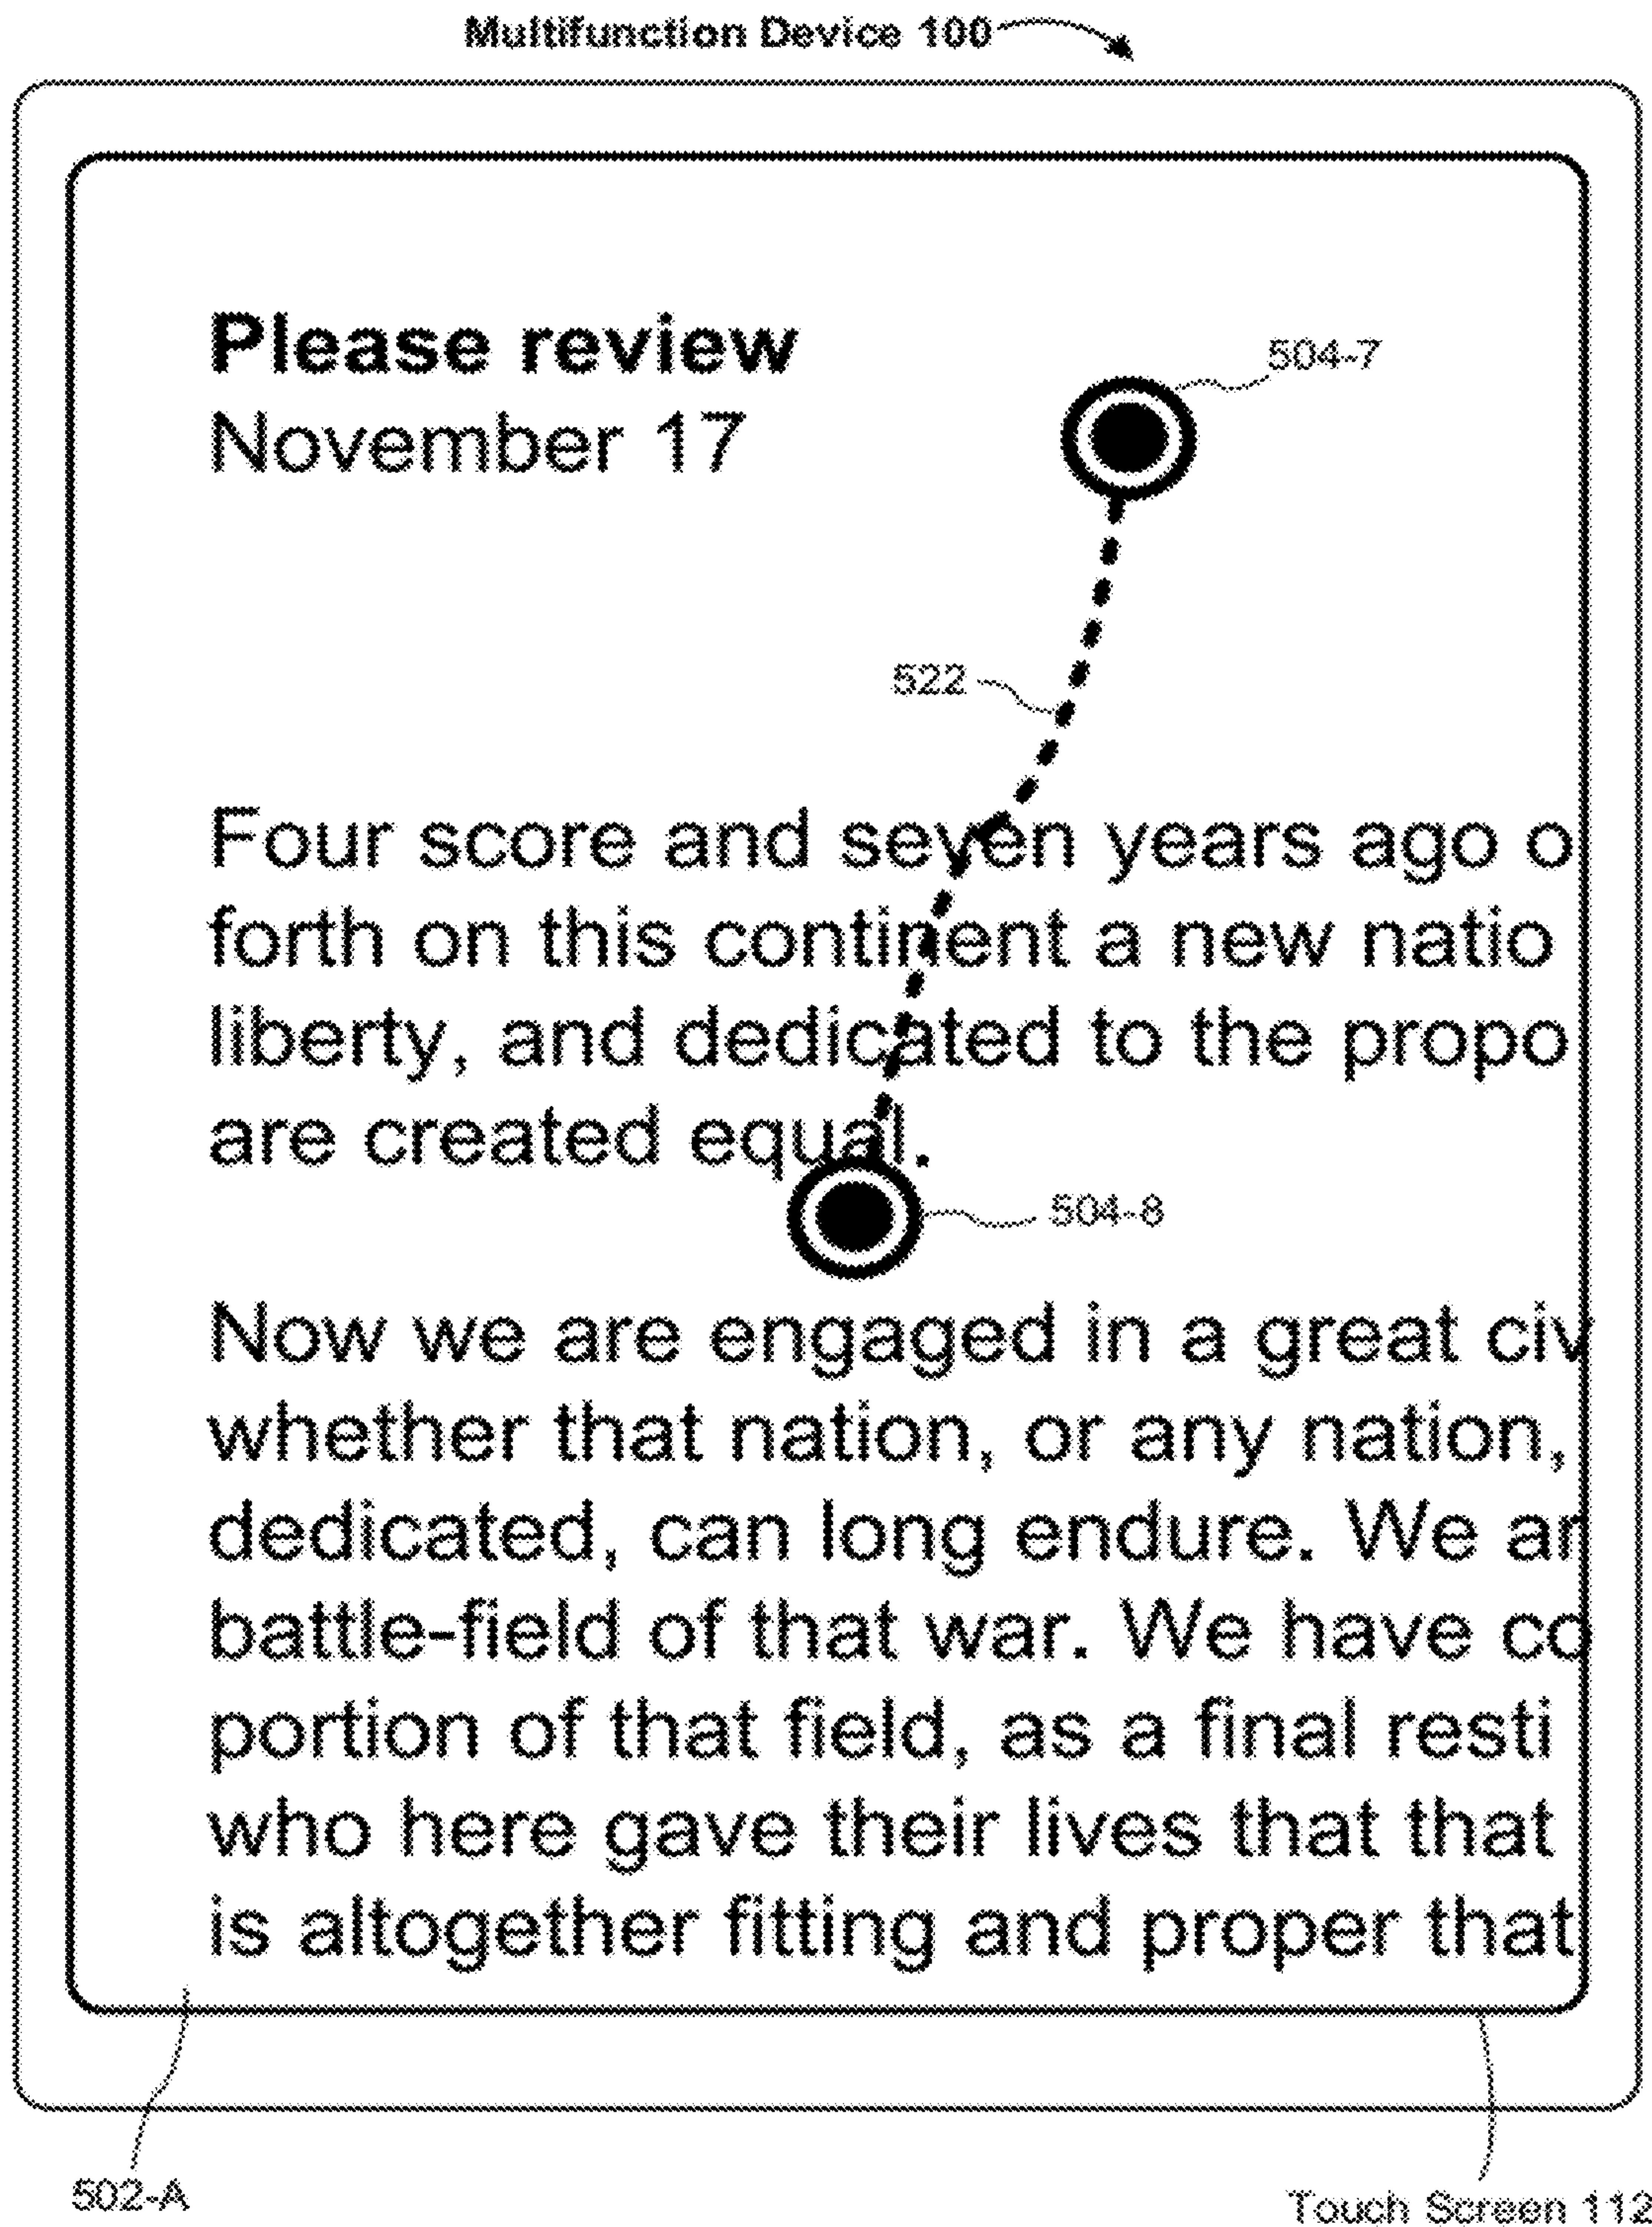 Multifunction Device 100
Please review
504-7
November 17
522
Four score and seven years ago o
forth on this continent a new natio
liberty, and dedicated to the propo
are created equal.
504-8
Now we are engaged in a great civ
whether that nation, or any nation,
dedicated, can long endure. We ar
battle-field of that war. We have co
portion of that field, as a final resti
who here gave their lives that that
is altogether fitting and proper that
502-A
Touch Screen 112